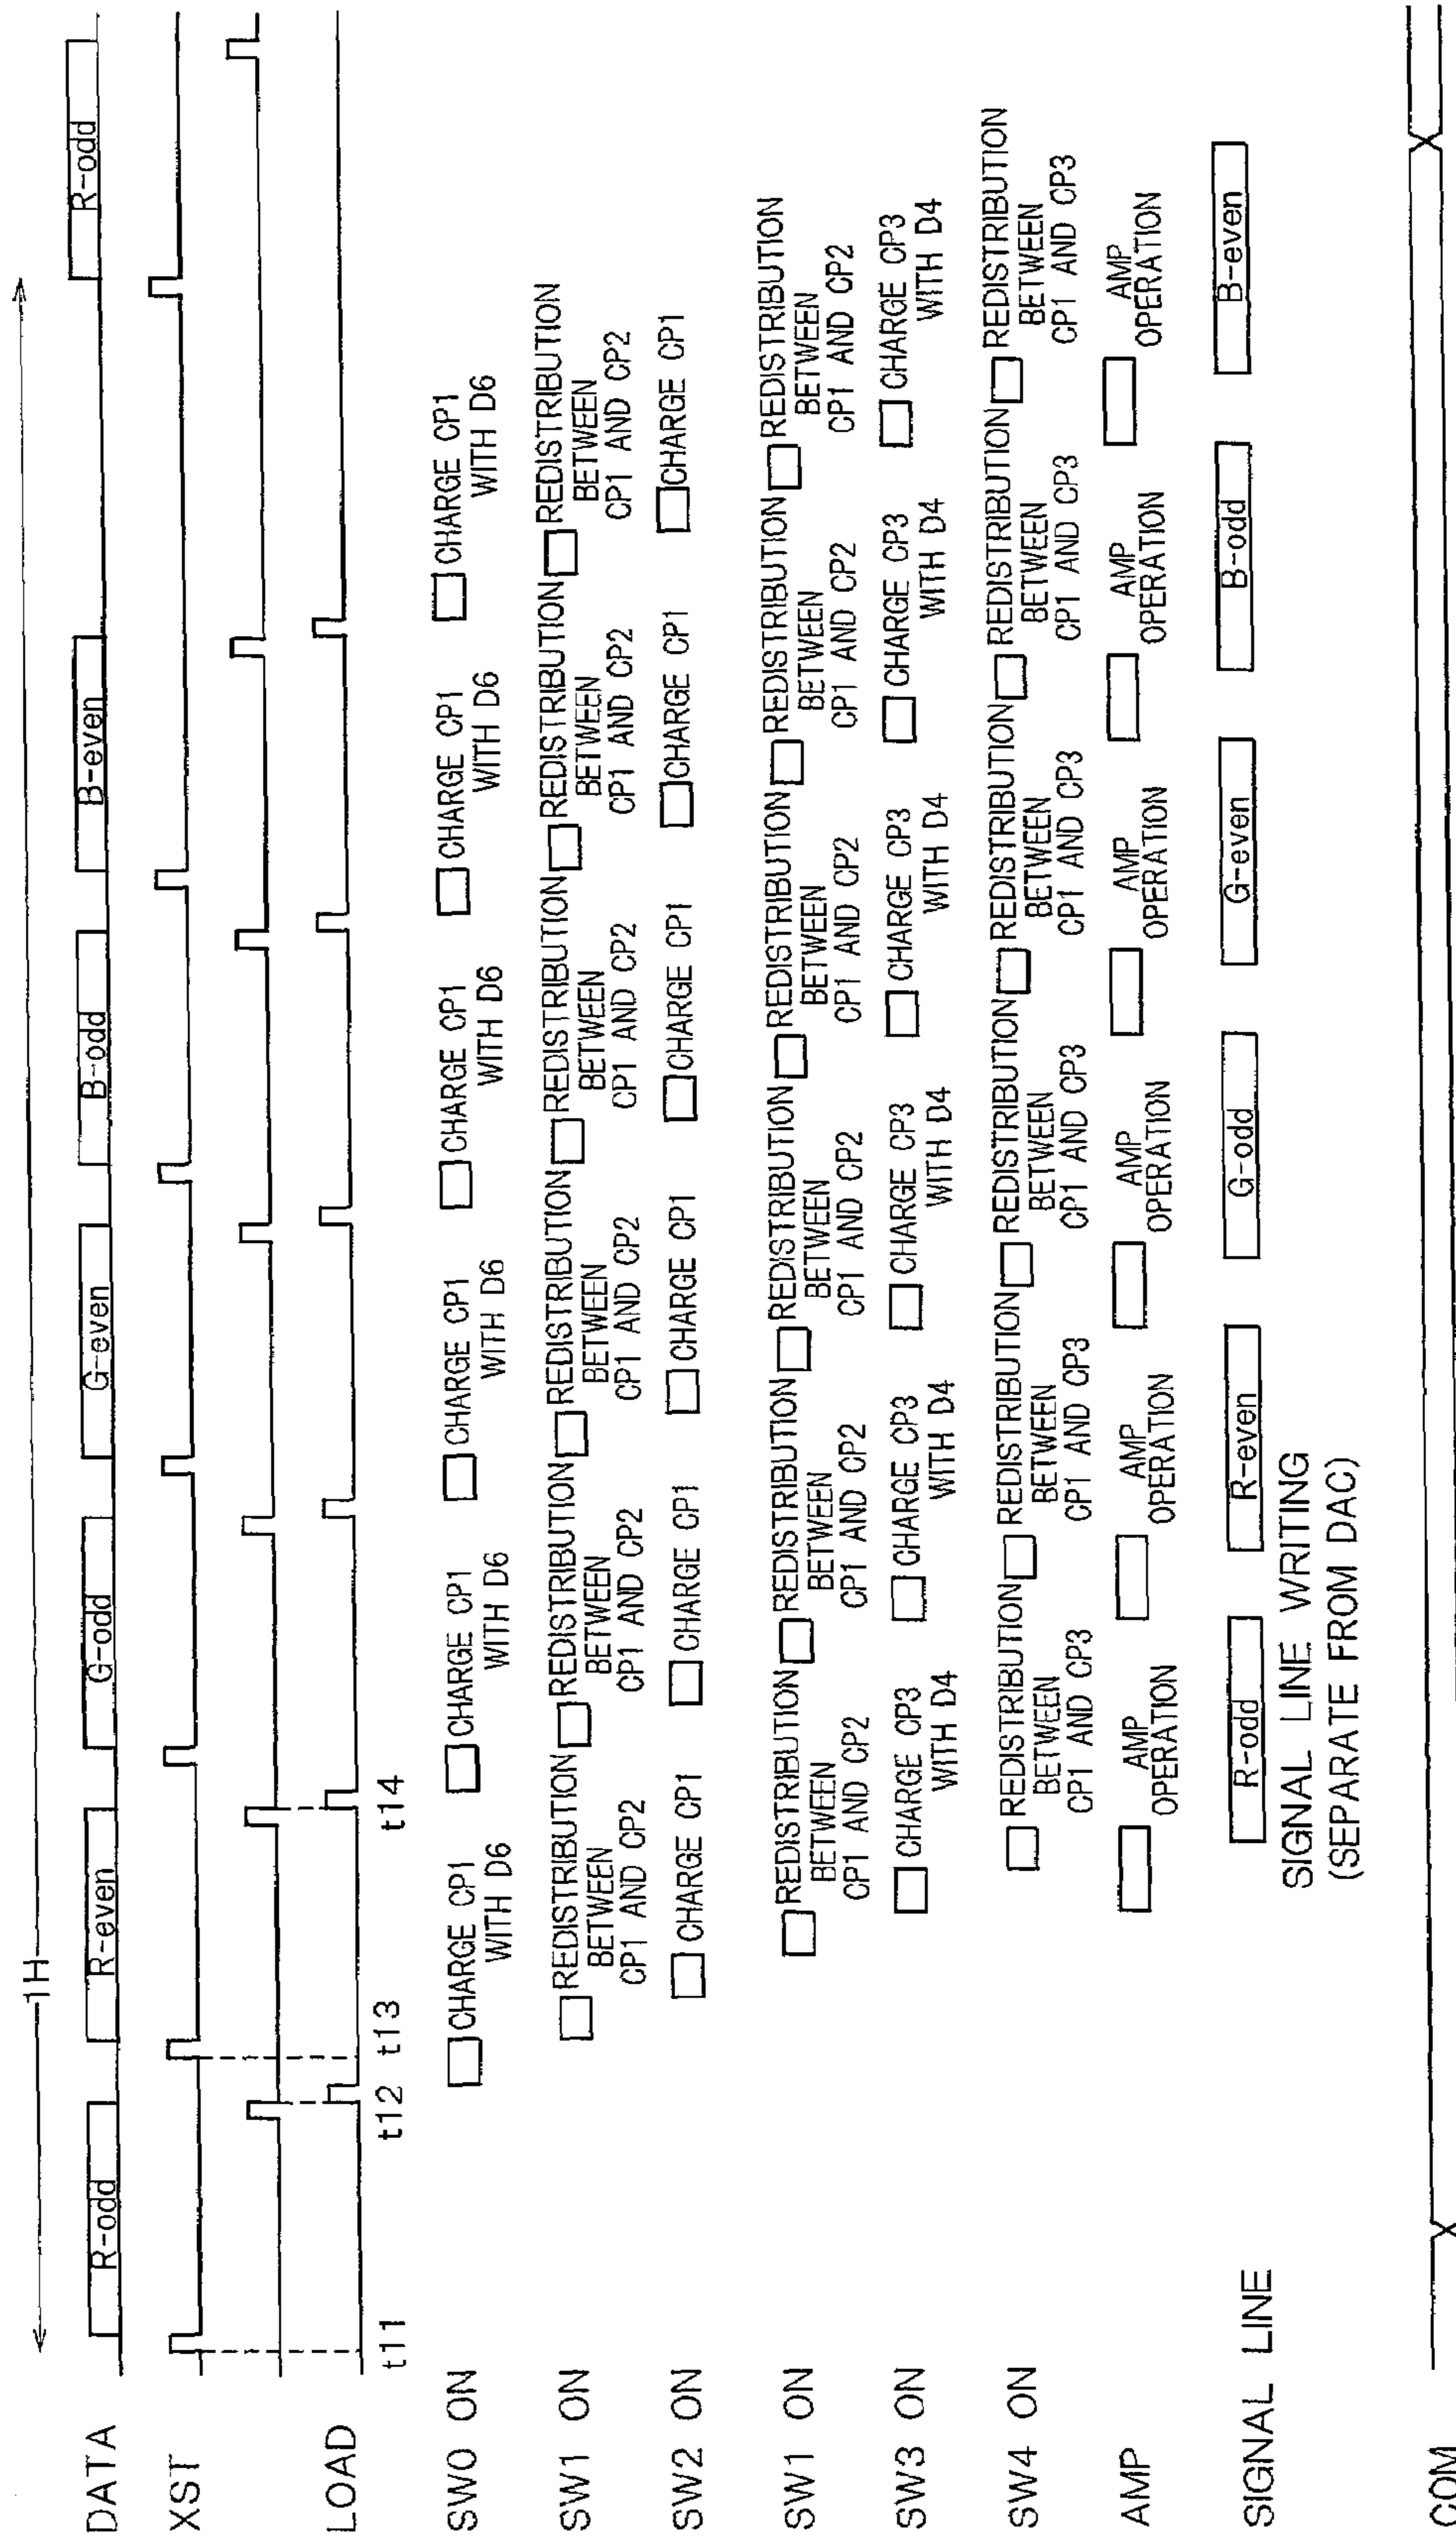 1H
DATA R-odd R-even G-odd G-even B-odd B-even R-odd
XST
LOAD
t11 t12 t13 t14
SW0 ON CHARGE CP1 CHARGE CP1 CHARGE CP1 CHARGE CP1 CHARGE CP1 CHARGE CP1
WITH D6 WITH D6 WITH D6 WITH D6 WITH D6 WITH D6
SW1 ON REDISTRIBUTION REDISTRIBUTION REDISTRIBUTION REDISTRIBUTION REDISTRIBUTION REDISTRIBUTION
BETWEEN BETWEEN BETWEEN BETWEEN BETWEEN BETWEEN
CP1 AND CP2 CP1 AND CP2 CP1 AND CP2 CP1 AND CP2 CP1 AND CP2 CP1 AND CP2
SW2 ON CHARGE CP1 CHARGE CP1 CHARGE CP1 CHARGE CP1 CHARGE CP1 CHARGE CP1
SW1 ON REDISTRIBUTION REDISTRIBUTION REDISTRIBUTION REDISTRIBUTION REDISTRIBUTION REDISTRIBUTION
BETWEEN BETWEEN BETWEEN BETWEEN BETWEEN BETWEEN
CP1 AND CP2 CP1 AND CP2 CP1 AND CP2 CP1 AND CP2 CP1 AND CP2 CP1 AND CP2
SW3 ON CHARGE CP3 CHARGE CP3 CHARGE CP3 CHARGE CP3 CHARGE CP3 CHARGE CP3
WITH D4 WITH D4 WITH D4 WITH D4 WITH D4 WITH D4
SW4 ON REDISTRIBUTION REDISTRIBUTION REDISTRIBUTION REDISTRIBUTION REDISTRIBUTION REDISTRIBUTION
BETWEEN BETWEEN BETWEEN BETWEEN BETWEEN BETWEEN
CP1 AND CP3 CP1 AND CP3 CP1 AND CP3 CP1 AND CP3 CP1 AND CP3 CP1 AND CP3
AMP AMP AMP AMP AMP AMP AMP
OPERATION OPERATION OPERATION OPERATION OPERATION OPERATION
SIGNAL LINE R-odd R-even G-odd G-even B-odd B-even
SIGNAL LINE WRITING
(SEPARATE FROM DAC)
COM